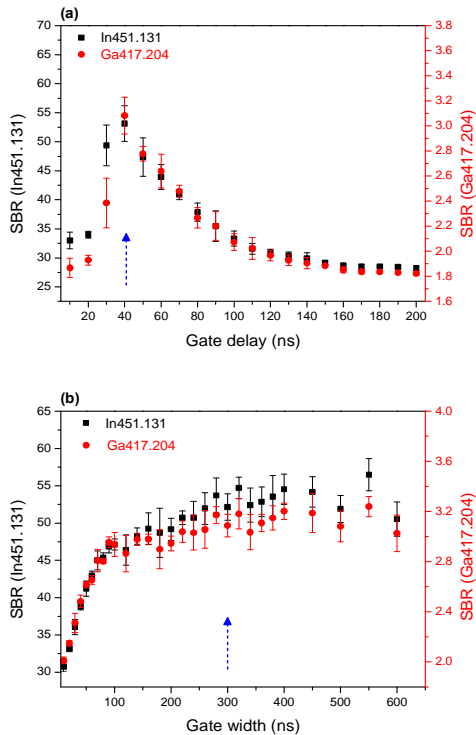 (a)
In451.131
Ga417.204
SBR (In451.131)
70
65
60
55
50
45
40
35
30
25
3.8
3.6
3.4
3.2
3.0
2.8
2.6
2.4
2.2
2.0
1.8
1.6
SBR (Ga417.204)
20 40 60 80 100 120 140 160 180 200
Gate delay (ns)
(b)
In451.131
Ga417.204
SBR (In451.131)
65
60
55
50
45
40
35
30
4.0
3.6
3.2
2.8
2.4
2.0
SBR (Ga417.204)
100 200 300 400 500 600
Gate width (ns)